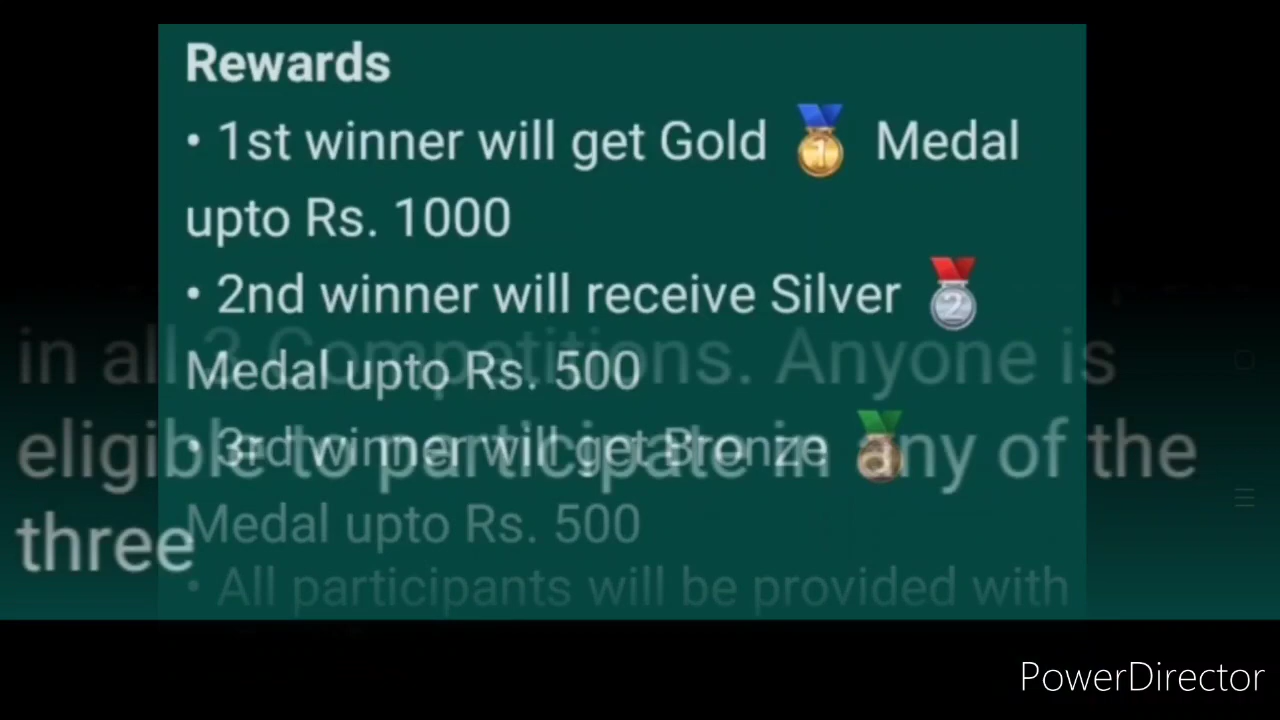 Rewards
• 1st winner will get Gold 🥇 Medal
upto Rs. 1000
• 2nd winner will receive Silver 🥈
Medal upto Rs. 500
• 3rd winner will get Bronze 🥉
Medal upto Rs. 500
• All participants will be provided with
in all 3 Competitions. Anyone is
eligible to participate in any of the
three
PowerDirector